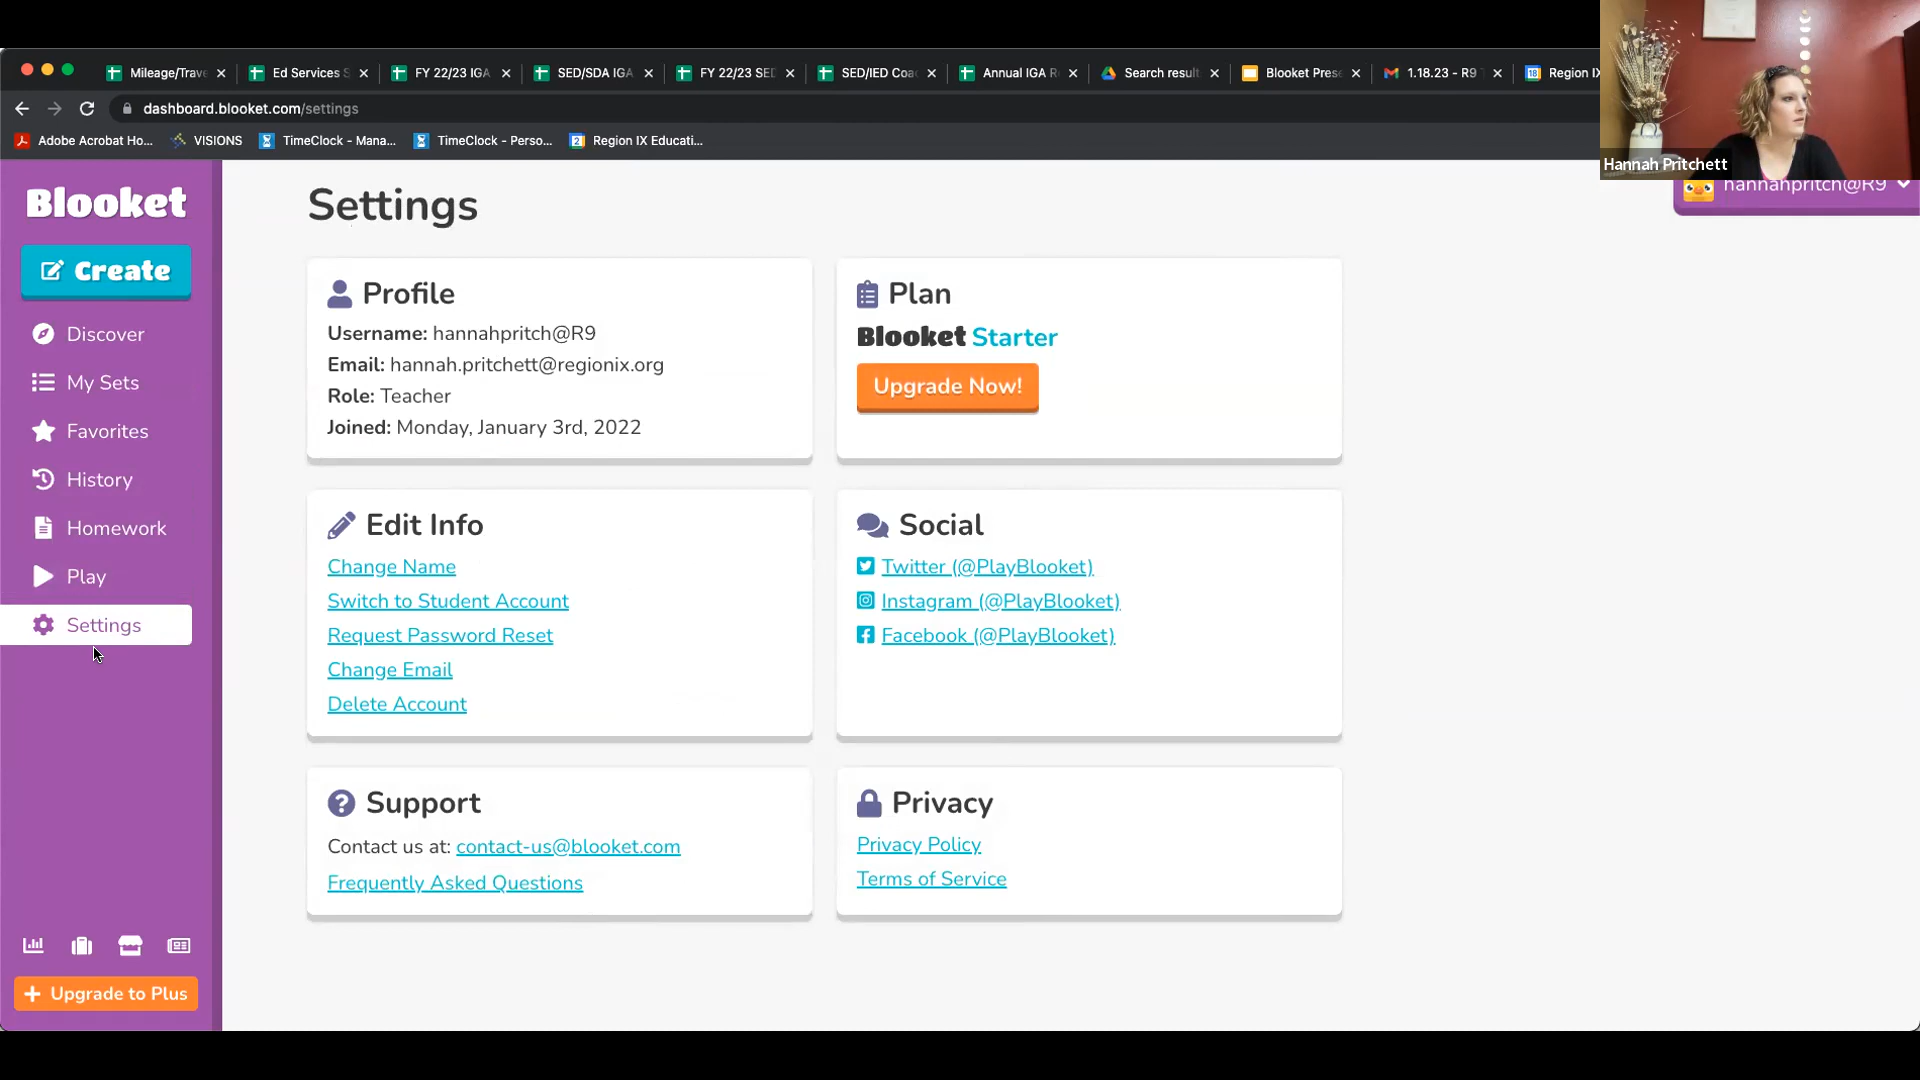 Mileage/Trave
Ed Services S
FY 22/23 IGA
SED/SDA IGA
FY 22/23 SED
SED/IED Coac
Annual IGA R
Search result
Blooket Prese
1.18.23 - R9 T
Region IX
dashboard.blooket.com/settings
Adobe Acrobat Ho...
VISIONS
TimeClock - Mana...
TimeClock - Perso...
Region IX Educati...
Hannah Pritchett
hannahpritch@R9
Blooket
Create
Discover
My Sets
Favorites
History
Homework
Play
Settings
Upgrade to Plus
Settings
Profile
Username: hannahpritch@R9
Email: hannah.pritchett@regionix.org
Role: Teacher
Joined: Monday, January 3rd, 2022
Plan
Blooket Starter
Upgrade Now!
Edit Info
Change Name
Switch to Student Account
Request Password Reset
Change Email
Delete Account
Social
Twitter (@PlayBlooket)
Instagram (@PlayBlooket)
Facebook (@PlayBlooket)
Support
Contact us at: contact-us@blooket.com
Frequently Asked Questions
Privacy
Privacy Policy
Terms of Service